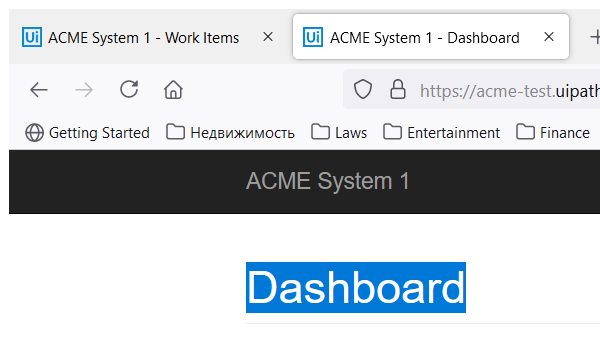 Ui ACME System 1 - Work Items Ui ACME System 1 - Dashboard
https://acme-test.uipath
Getting Started Недвижимость Laws Entertainment Finance
ACME System 1
Dashboard